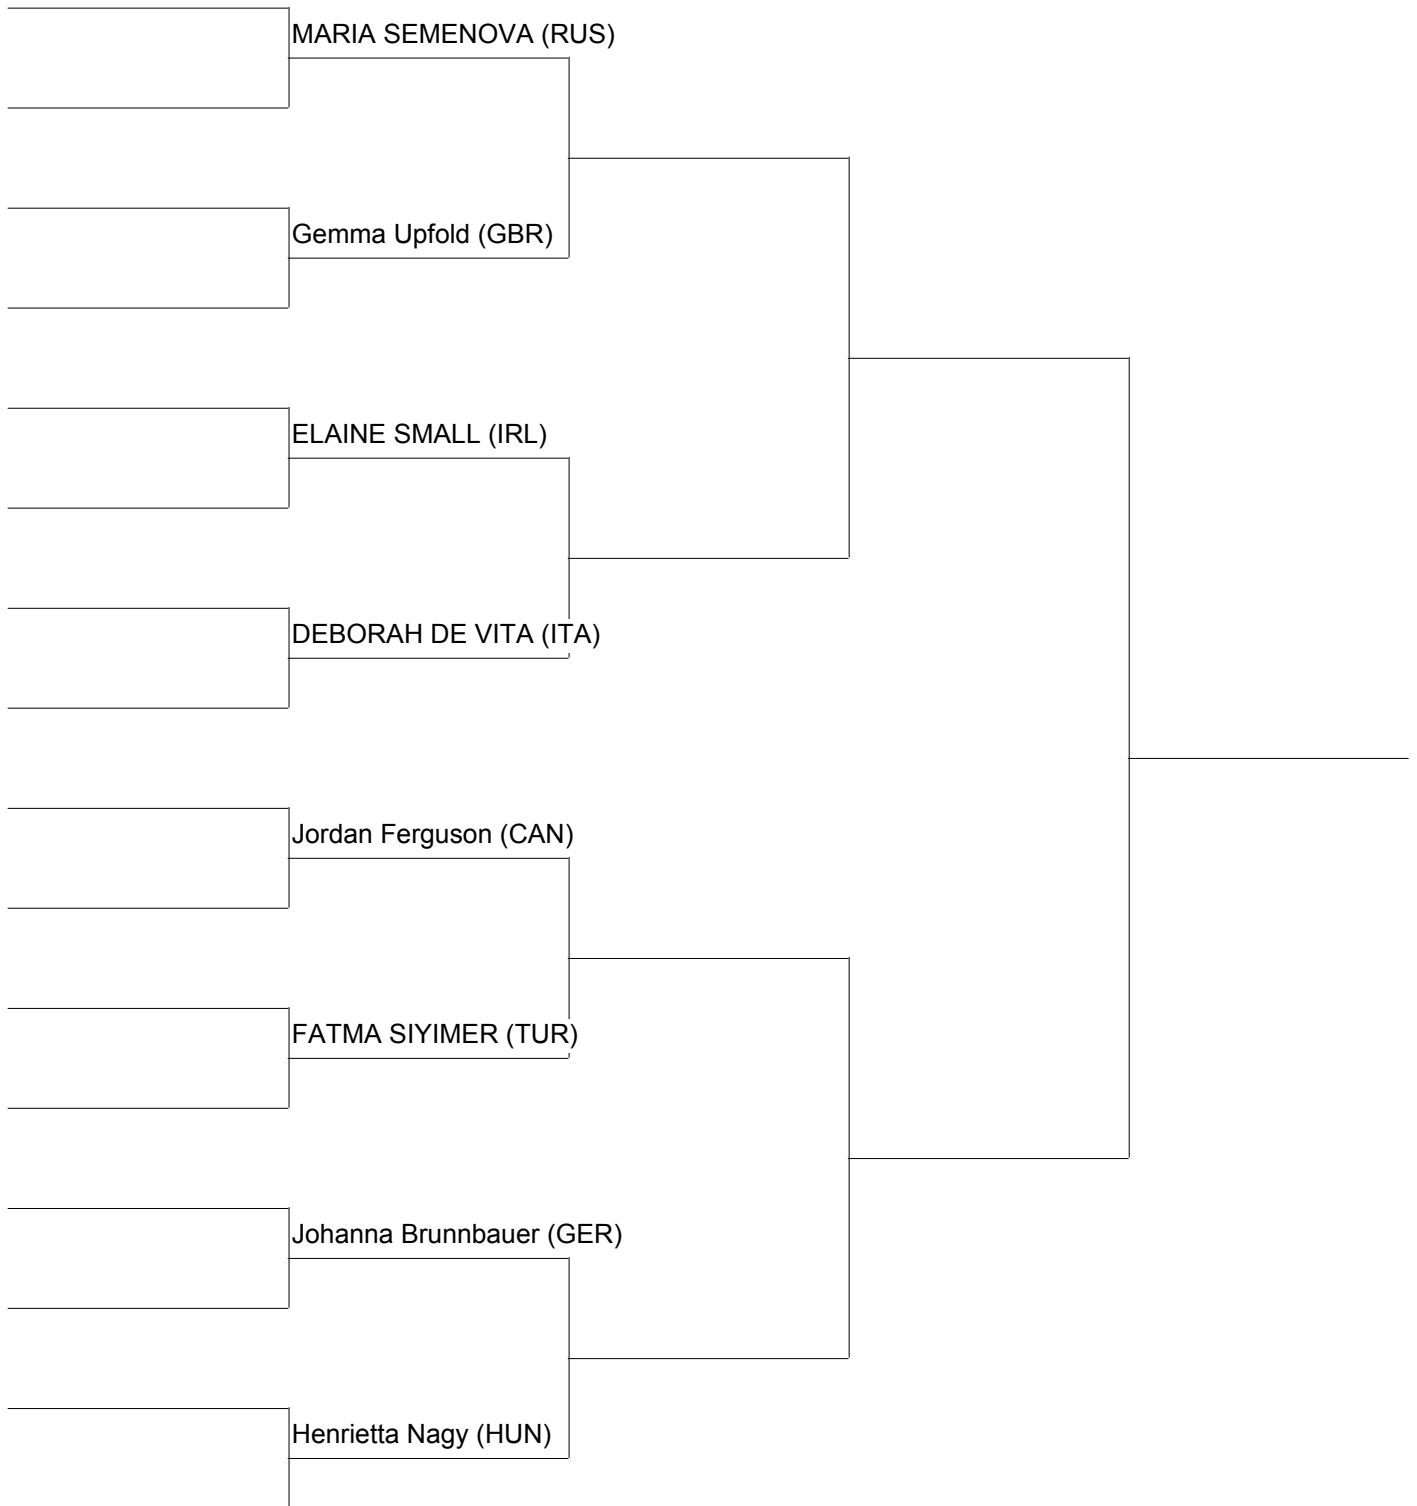 MARIA SEMENOVA (RUS)
Gemma Upfold (GBR)
ELAINE SMALL (IRL)
DEBORAH DE VITA (ITA)
Jordan Ferguson (CAN)
FATMA SIYIMER (TUR)
Johanna Brunnbauer (GER)
Henrietta Nagy (HUN)